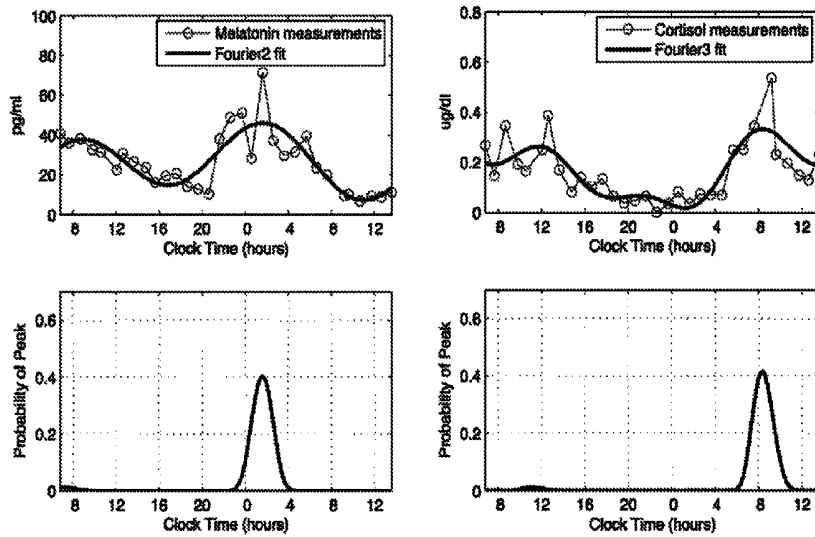 Melatonin measurements
Fourier2 fit
pg/ml
100
80
60
40
20
0
8 12 16 20 0 4 8 12
Clock Time (hours)
Cortisol measurements
Fourier3 fit
ug/dl
0.8
0.6
0.4
0.2
0
8 12 16 20 0 4 8 12
Clock Time (hours)
Probability of Peak
0.6
0.4
0.2
0
8 12 16 20 0 4 8 12
Clock Time (hours)
Probability of Peak
0.6
0.4
0.2
0
8 12 16 20 0 4 8 12
Clock Time (hours)